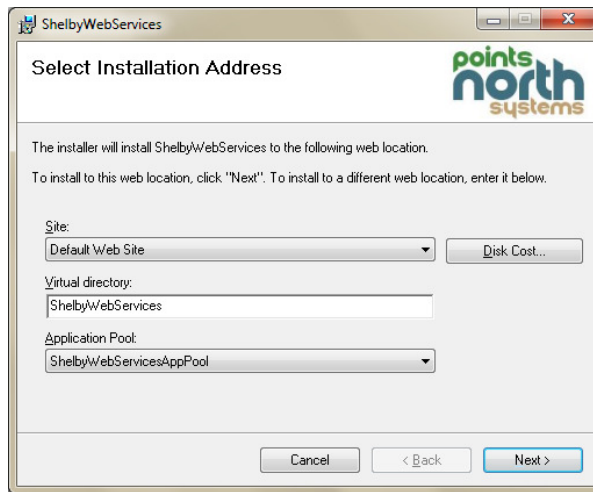 ShelbyWebServices
Select Installation Address
points
north
systems
The installer will install ShelbyWebServices to the following web location.
To install to this web location, click "Next". To install to a different web location, enter it below.
Site:
Default Web Site
Disk Cost...
Virtual directory:
ShelbyWebServices
Application Pool:
ShelbyWebServicesAppPool
Cancel
< Back
Next >